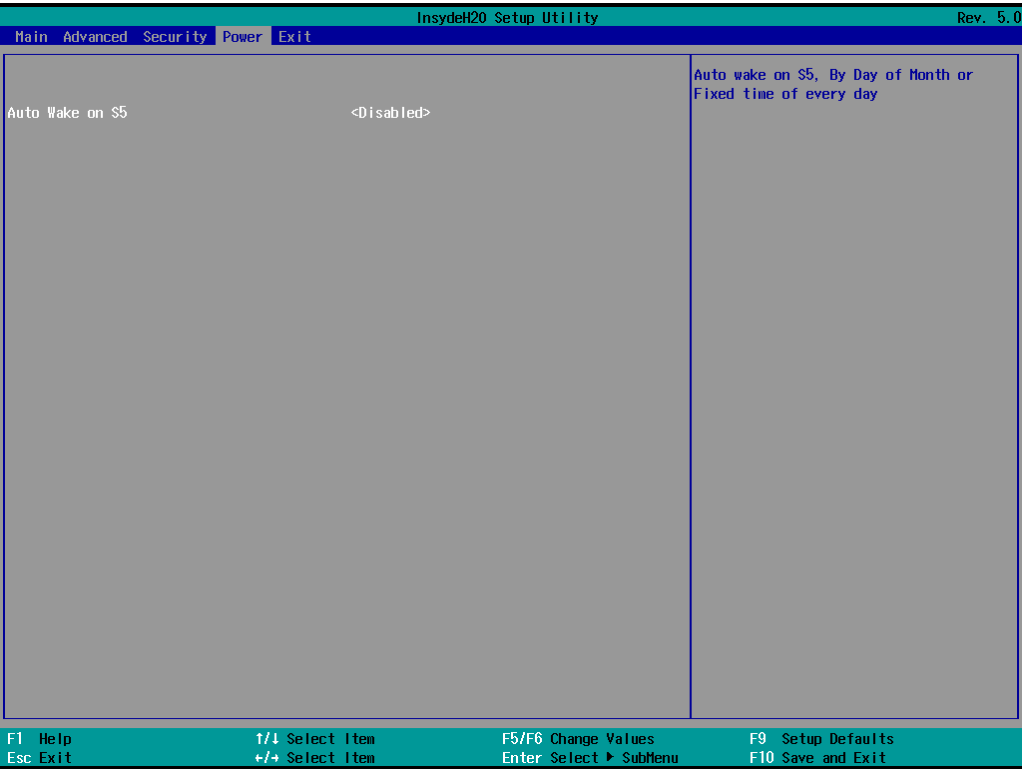 InsydeH20 Setup Utility Rev. 5.0
Main Advanced Security Power Exit
Auto Wake on S5 <Disabled>
Auto wake on S5, By Day of Month or
Fixed time of every day
F1 Help ↑/↓ Select Item F5/F6 Change Values F9 Setup Defaults
Esc Exit ←/→ Select Item Enter Select ▶ SubMenu F10 Save and Exit